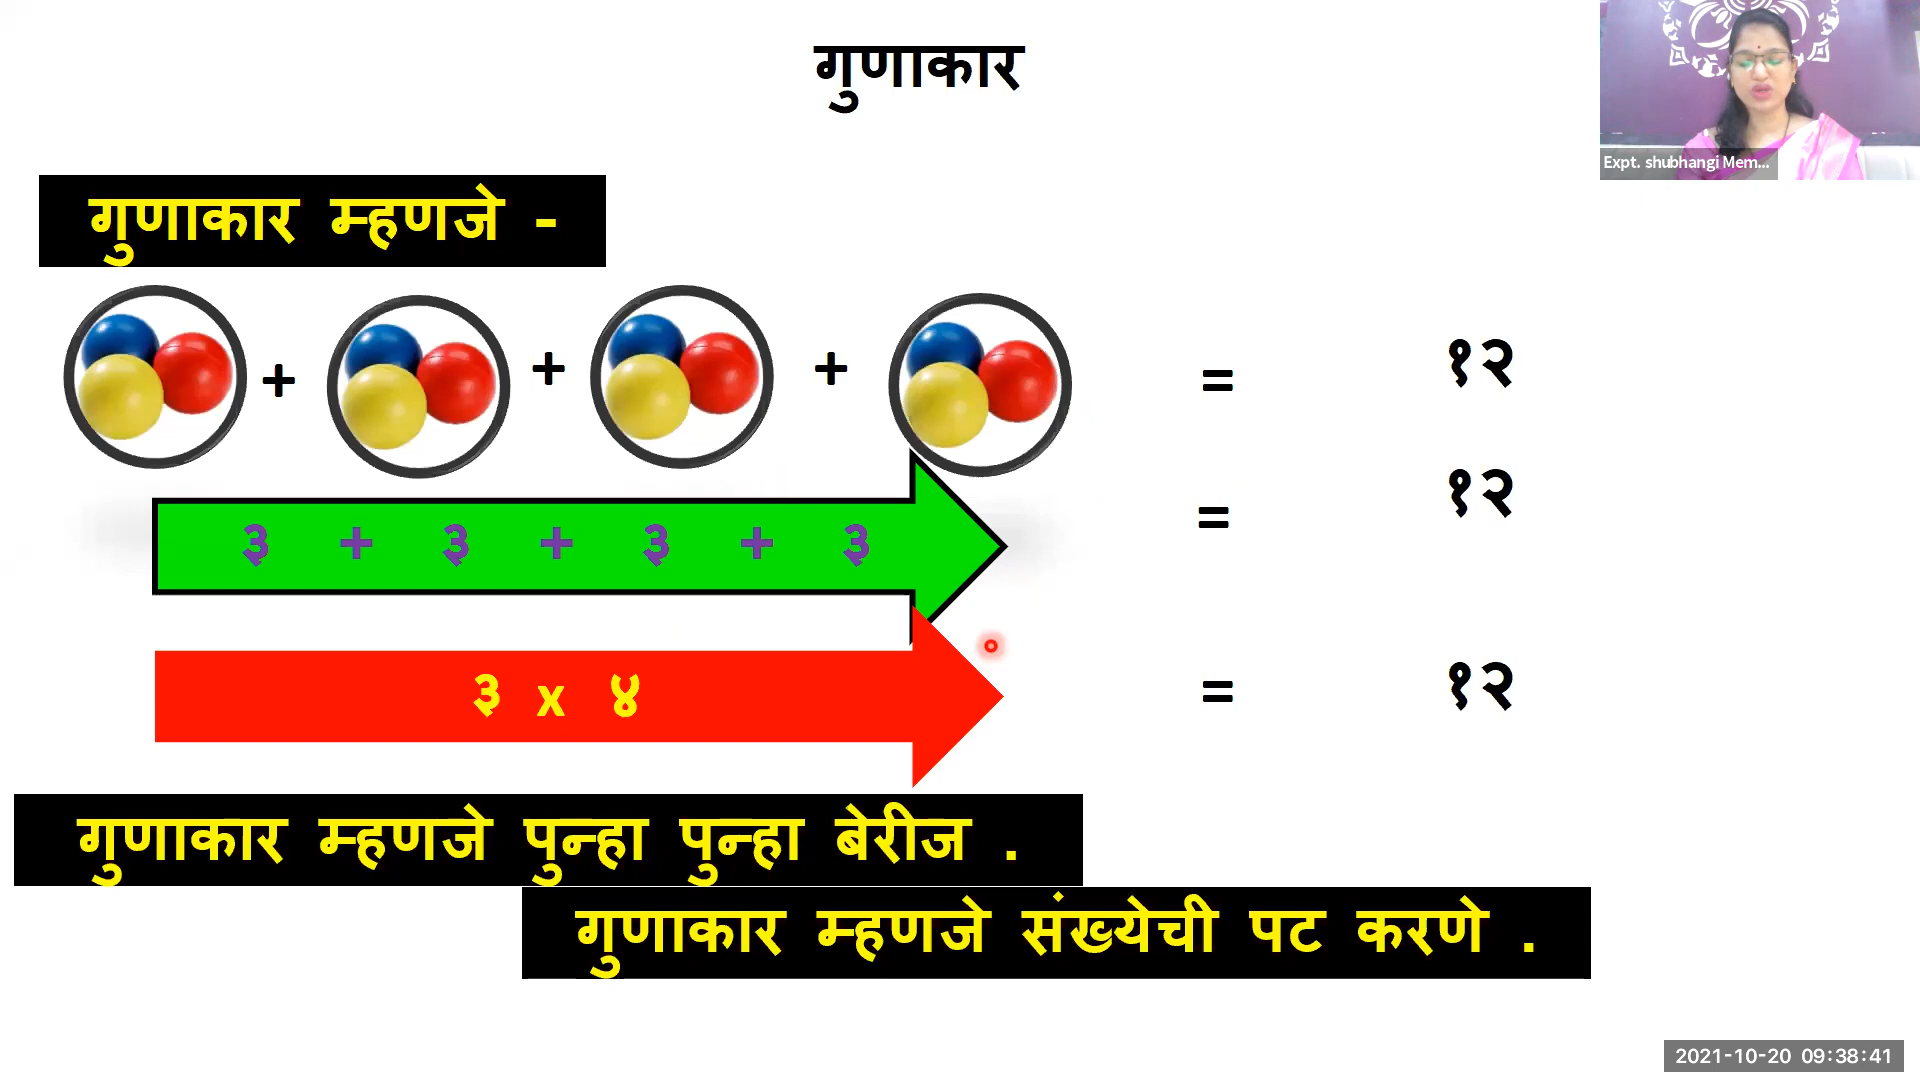 गुणाकार
Expt. shubhangi Mem...
गुणाकार म्हणजे -
+ + + = १२
३ + ३ + ३ + ३ = १२
३ x ४ = १२
गुणाकार म्हणजे पुन्हा पुन्हा बेरीज .
गुणाकार म्हणजे संख्येची पट करणे .
2021-10-20 09:38:41